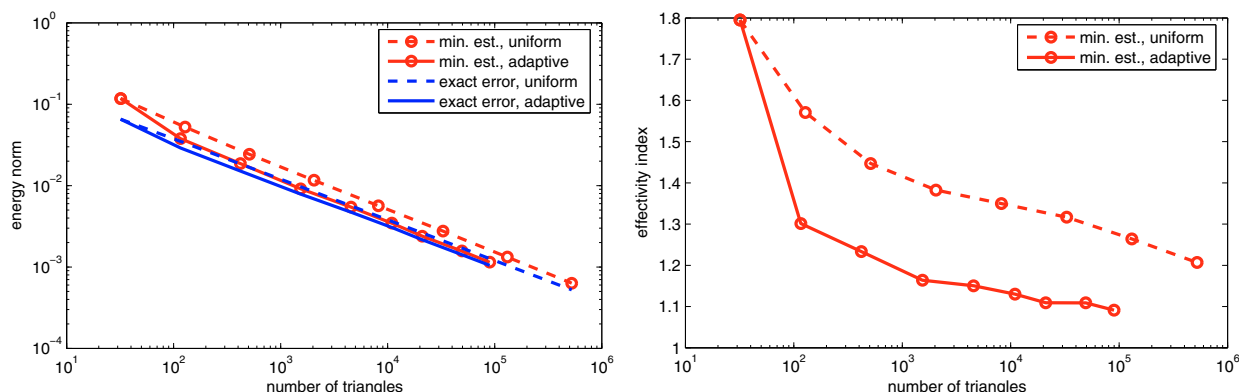 10^0
10^-1
10^-2
10^-3
10^-4
energy norm
min. est., uniform
min. est., adaptive
exact error, uniform
exact error, adaptive
10^1 10^2 10^3 10^4 10^5 10^6
number of triangles
1.8
1.7
1.6
1.5
1.4
1.3
1.2
1.1
1
effectivity index
min. est., uniform
min. est., adaptive
10^1 10^2 10^3 10^4 10^5 10^6
number of triangles